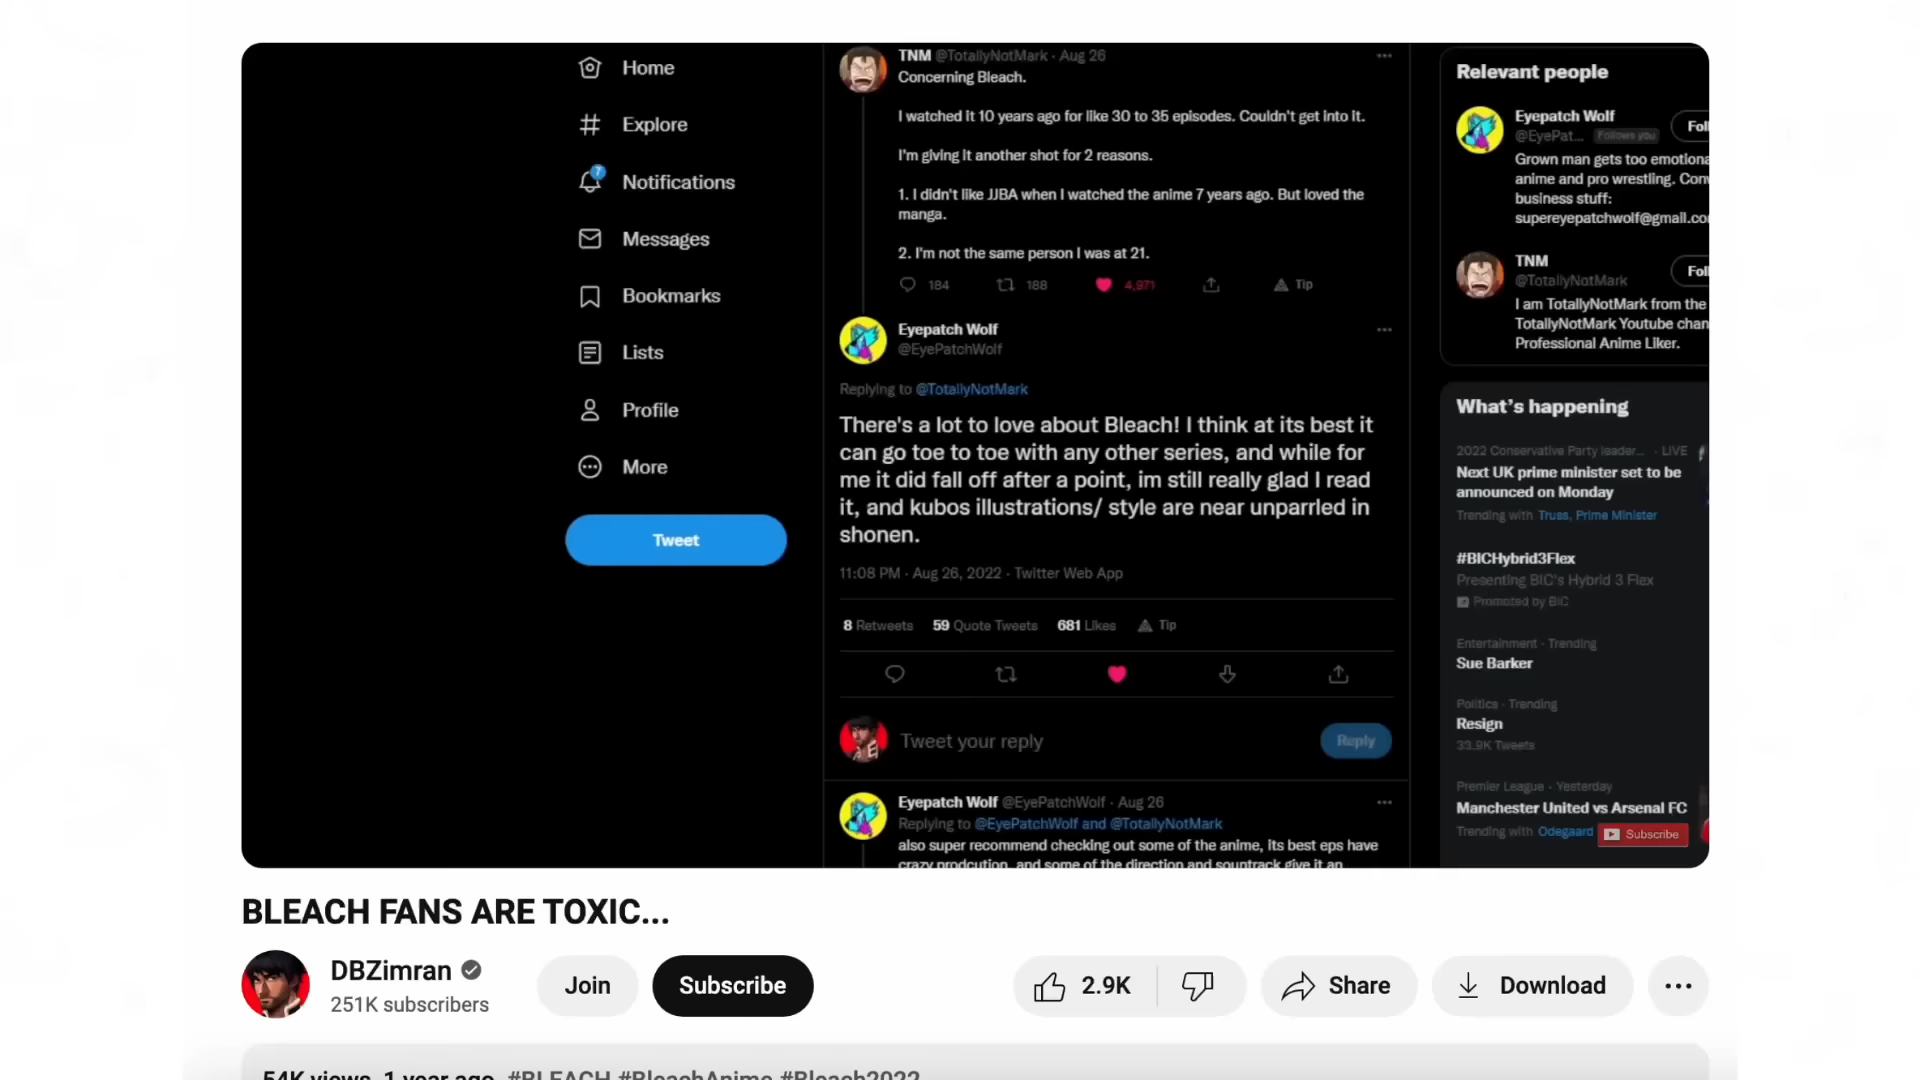 Home
Explore
7
Notifications
Messages
Bookmarks
Lists
Profile
More
Tweet
TNM @TotallyNotMark · Aug 26
Concerning Bleach.
I watched it 10 years ago for like 30 to 35 episodes. Couldn't get into it.
I'm giving it another shot for 2 reasons.
1. I didn't like JJBA when I watched the anime 7 years ago. But loved the
manga.
2. I'm not the same person I was at 21.
184 188 4,971 Tip
Eyepatch Wolf
@EyePatchWolf
Replying to @TotallyNotMark
There's a lot to love about Bleach! I think at its best it
can go toe to toe with any other series, and while for
me it did fall off after a point, im still really glad I read
it, and kubos illustrations/ style are near unparrled in
shonen.
11:08 PM · Aug 26, 2022 · Twitter Web App
8 Retweets 59 Quote Tweets 681 Likes Tip
Tweet your reply
Reply
Eyepatch Wolf @EyePatchWolf · Aug 26
Replying to @EyePatchWolf and @TotallyNotMark
also super recommend checking out some of the anime, its best eps have
crazy prodcution, and some of the direction and sountrack give it an
Relevant people
Eyepatch Wolf
@EyePat... Follows you
Foll
Grown man gets too emotiona
anime and pro wrestling. Con
business stuff:
supereyepatchwolf@gmail.co
TNM
@TotallyNotMark
Foll
I am TotallyNotMark from the
TotallyNotMark Youtube chan
Professional Anime Liker.
What's happening
2022 Conservative Party leader... · LIVE
Next UK prime minister set to be
announced on Monday
Trending with Truss, Prime Minister
#BICHybrid3Flex
Presenting BIC's Hybrid 3 Flex
Promoted by BIC
Entertainment · Trending
Sue Barker
Politics · Trending
Resign
33.9K Tweets
Premier League · Yesterday
Manchester United vs Arsenal FC
Trending with Odegaard
Subscribe
BLEACH FANS ARE TOXIC...
DBZimran
251K subscribers
Join
Subscribe
2.9K
Share
Download
54K views 1 year ago #BLEACH #BleachAnime #Bleach2022